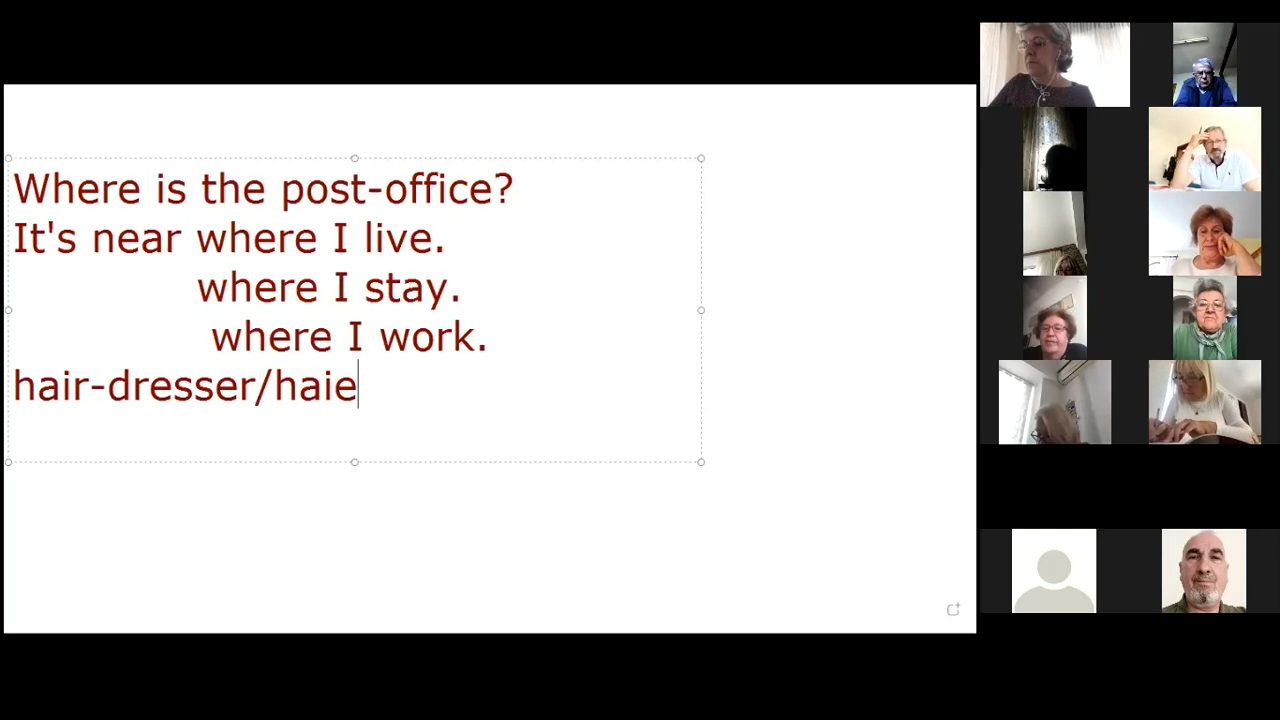 Where is the post-office?
It's near where I live.
where I stay.
where I work.
hair-dresser/haie